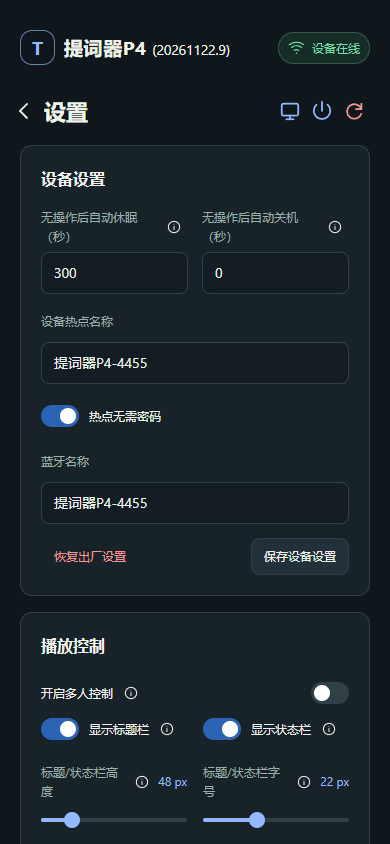 T 提词器P4 (20261122.9) 设备在线
设置
设备设置
无操作后自动休眠（秒） 无操作后自动关机（秒）
300 0
设备热点名称
提词器P4-4455
热点无需密码
蓝牙名称
提词器P4-4455
恢复出厂设置 保存设备设置
播放控制
开启多人控制
显示标题栏 显示状态栏
标题/状态栏高度 48 px 标题/状态栏字号 22 px